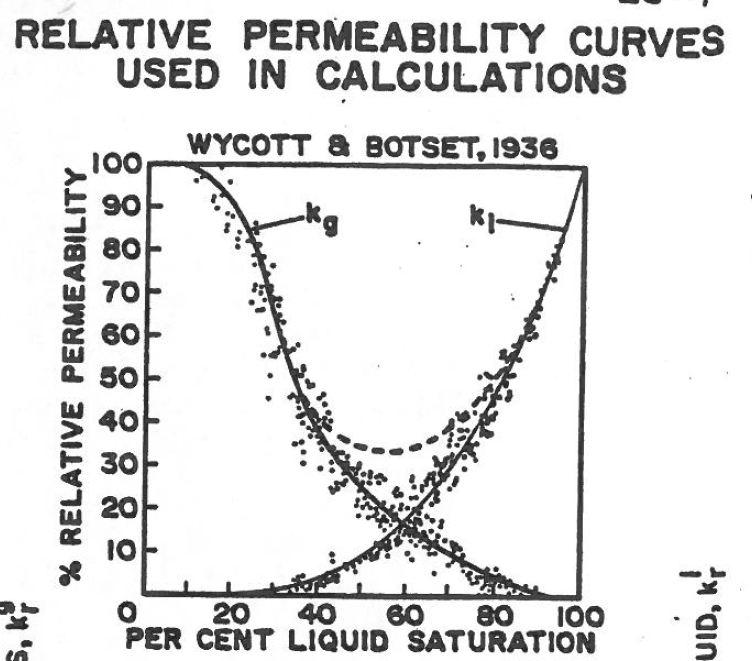 RELATIVE PERMEABILITY CURVES
USED IN CALCULATIONS
WYCOTT & BOTSET, 1936
% RELATIVE PERMEABILITY
100
90
80
70
60
50
40
30
20
10
kg
kl
0 20 40 60 80 100
PER CENT LIQUID SATURATION